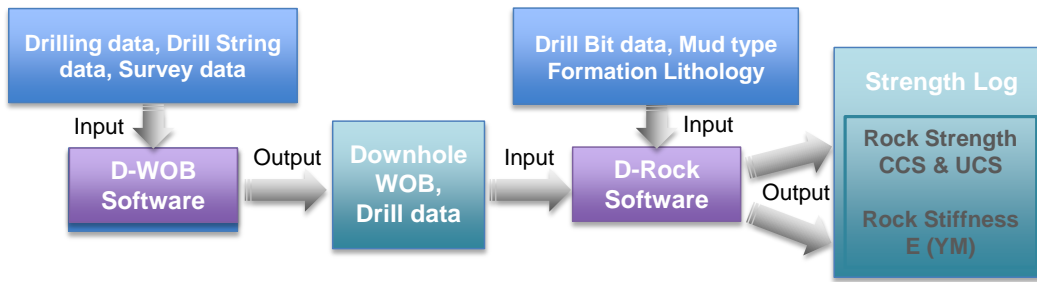 Drilling data, Drill String
data, Survey data
Input
D-WOB
Software
Output
Downhole
WOB,
Drill data
Input
Drill Bit data, Mud type
Formation Lithology
Input
D-Rock
Software
Output
Strength Log
Rock Strength
CCS & UCS
Rock Stiffness
E (YM)